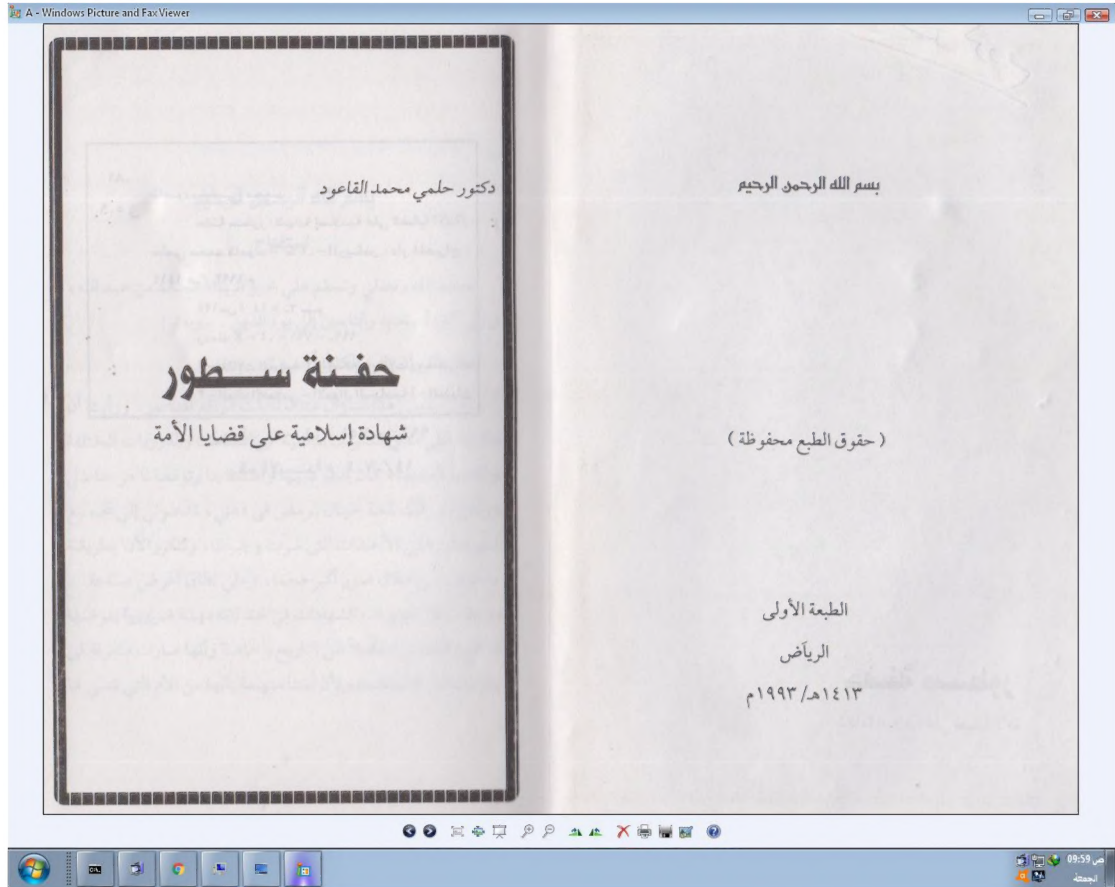 A - Windows Picture and Fax Viewer
بسم الله الرحمن الرحيم
( حقوق الطبع محفوظة )
الطبعة الأولى
الرياض
١٤١٣هـ/١٩٩٣م
دكتور حلمي محمد القاعود
حفنة سطور
شهادة إسلامية على قضايا الأمة
09:59 ص
الجمعة